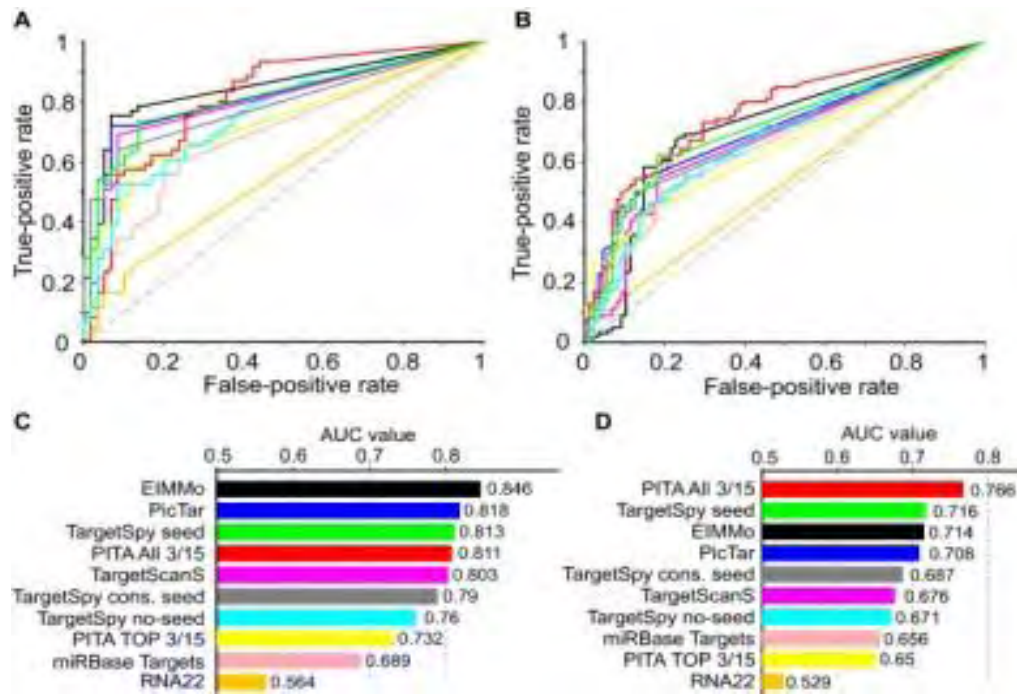 A
B
1
0.8
0.6
0.4
0.2
0
True-positive rate
0
0.2
0.4
0.6
0.8
1
False-positive rate
1
0.8
0.6
0.4
0.2
0
True-positive rate
0
0.2
0.4
0.6
0.8
1
False-positive rate
C
AUC value
0.5
0.6
0.7
0.8
EIMMo 0.846
PicTar 0.818
TargetSpy seed 0.813
PITA All 3/15 0.811
TargetScanS 0.803
TargetSpy cons. seed 0.79
TargetSpy no-seed 0.76
PITA TOP 3/15 0.732
miRBase Targets 0.689
RNA22 0.564
D
AUC value
0.5
0.6
0.7
0.8
PITA All 3/15 0.766
TargetSpy seed 0.716
EIMMo 0.714
PicTar 0.708
TargetSpy cons. seed 0.687
TargetScanS 0.676
TargetSpy no-seed 0.671
miRBase Targets 0.656
PITA TOP 3/15 0.65
RNA22 0.529